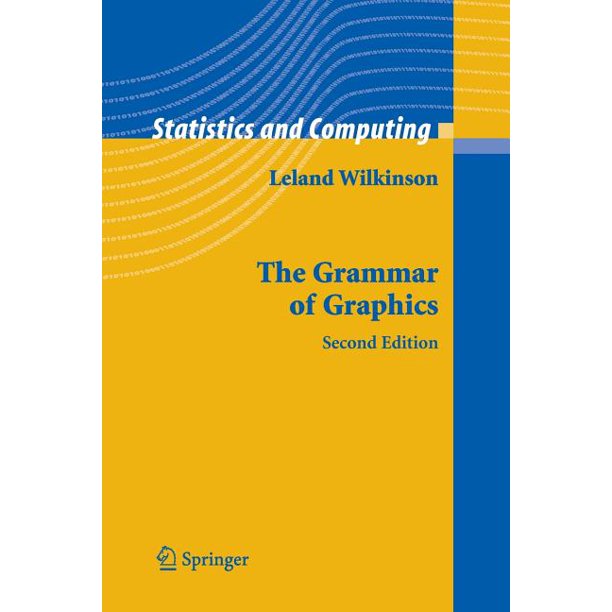 Statistics and Computing
Leland Wilkinson
The Grammar
of Graphics
Second Edition
Springer